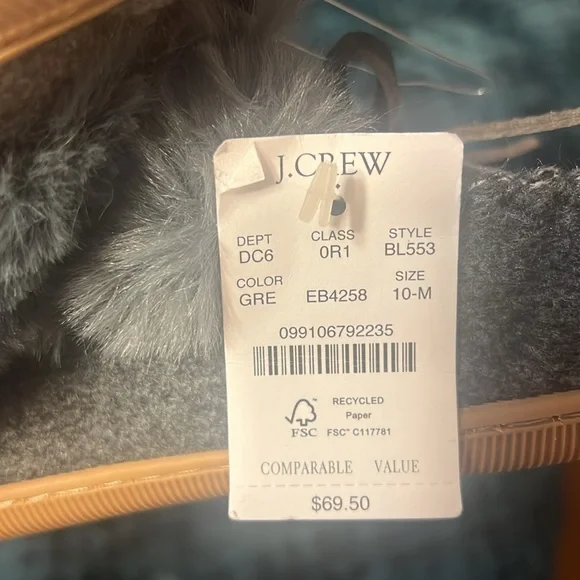 J.CREW
DEPT CLASS STYLE
DC6 0R1 BL553
COLOR SIZE
GRE EB4258 10-M
099106792235
RECYCLED
Paper
FSC FSC® C117781
COMPARABLE VALUE
$69.50